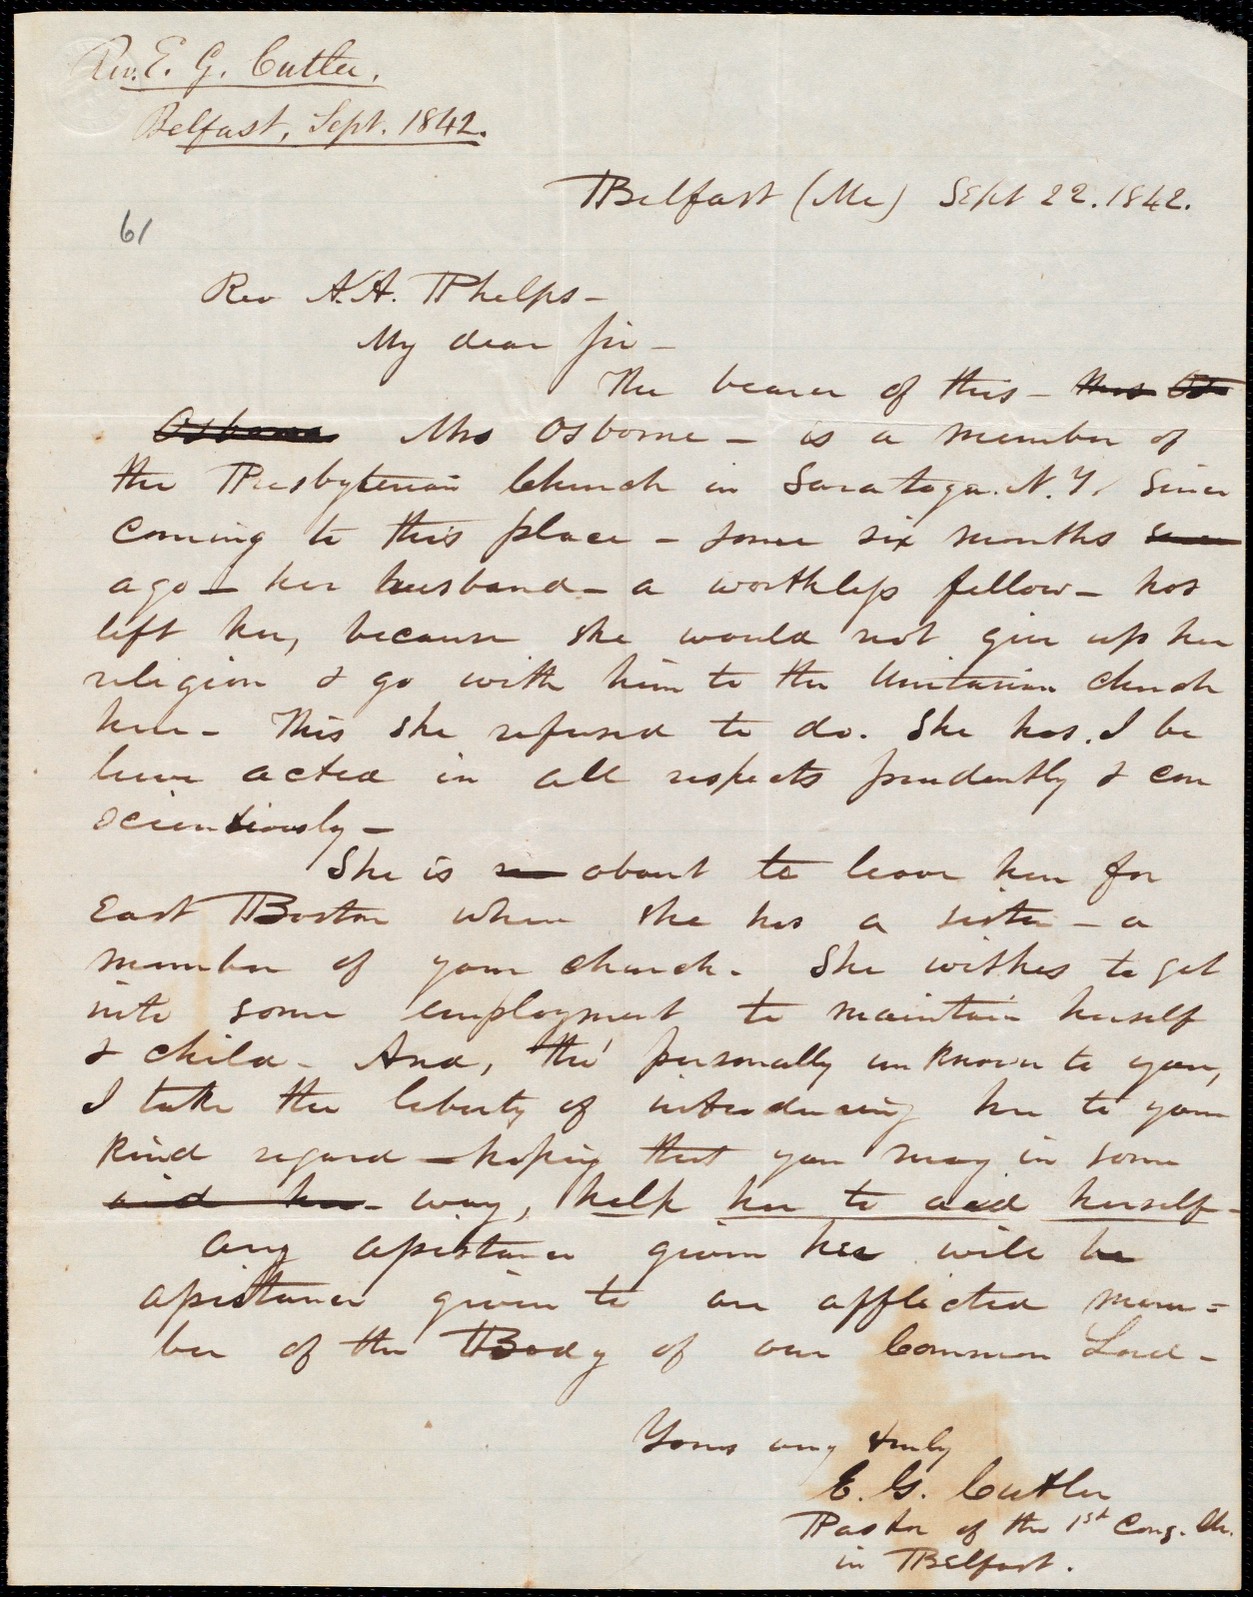 Rev. E. G. Cutler.
Belfast, Sept. 1842.
Belfast (Me) Sept 22. 1842.
61
Rev A. A. Phelps -
My dear Sir -
The bearer of this - Mrs Os
Osborne Mrs Osborne - is a member of
the Presbyterian Church in Saratoga. N. Y. Since
coming to this place - some six months since
ago - her husband - a worthless fellow - has
left her, because she would not give up her
religion & go with him to the Unitarian church
here - This she refused to do. She has, I be
lieve acted in all respects prudently & con
scientiously -
She is about to leave here for
East Boston where she has a sister - a
member of your church. She wishes to get
into some employment to maintain herself
& child - And, tho' personally unknown to you,
I take the liberty of introducing her to your
kind regard - hoping that you may in some
aid her - way, help her to aid herself -
Any assistance given her will be
assistance given to an afflicted mem=
ber of the Body of our Common Lord -
Yours very truly
E. G. Cutler
Pastor of the 1st Cong. Ch.
in Belfast.